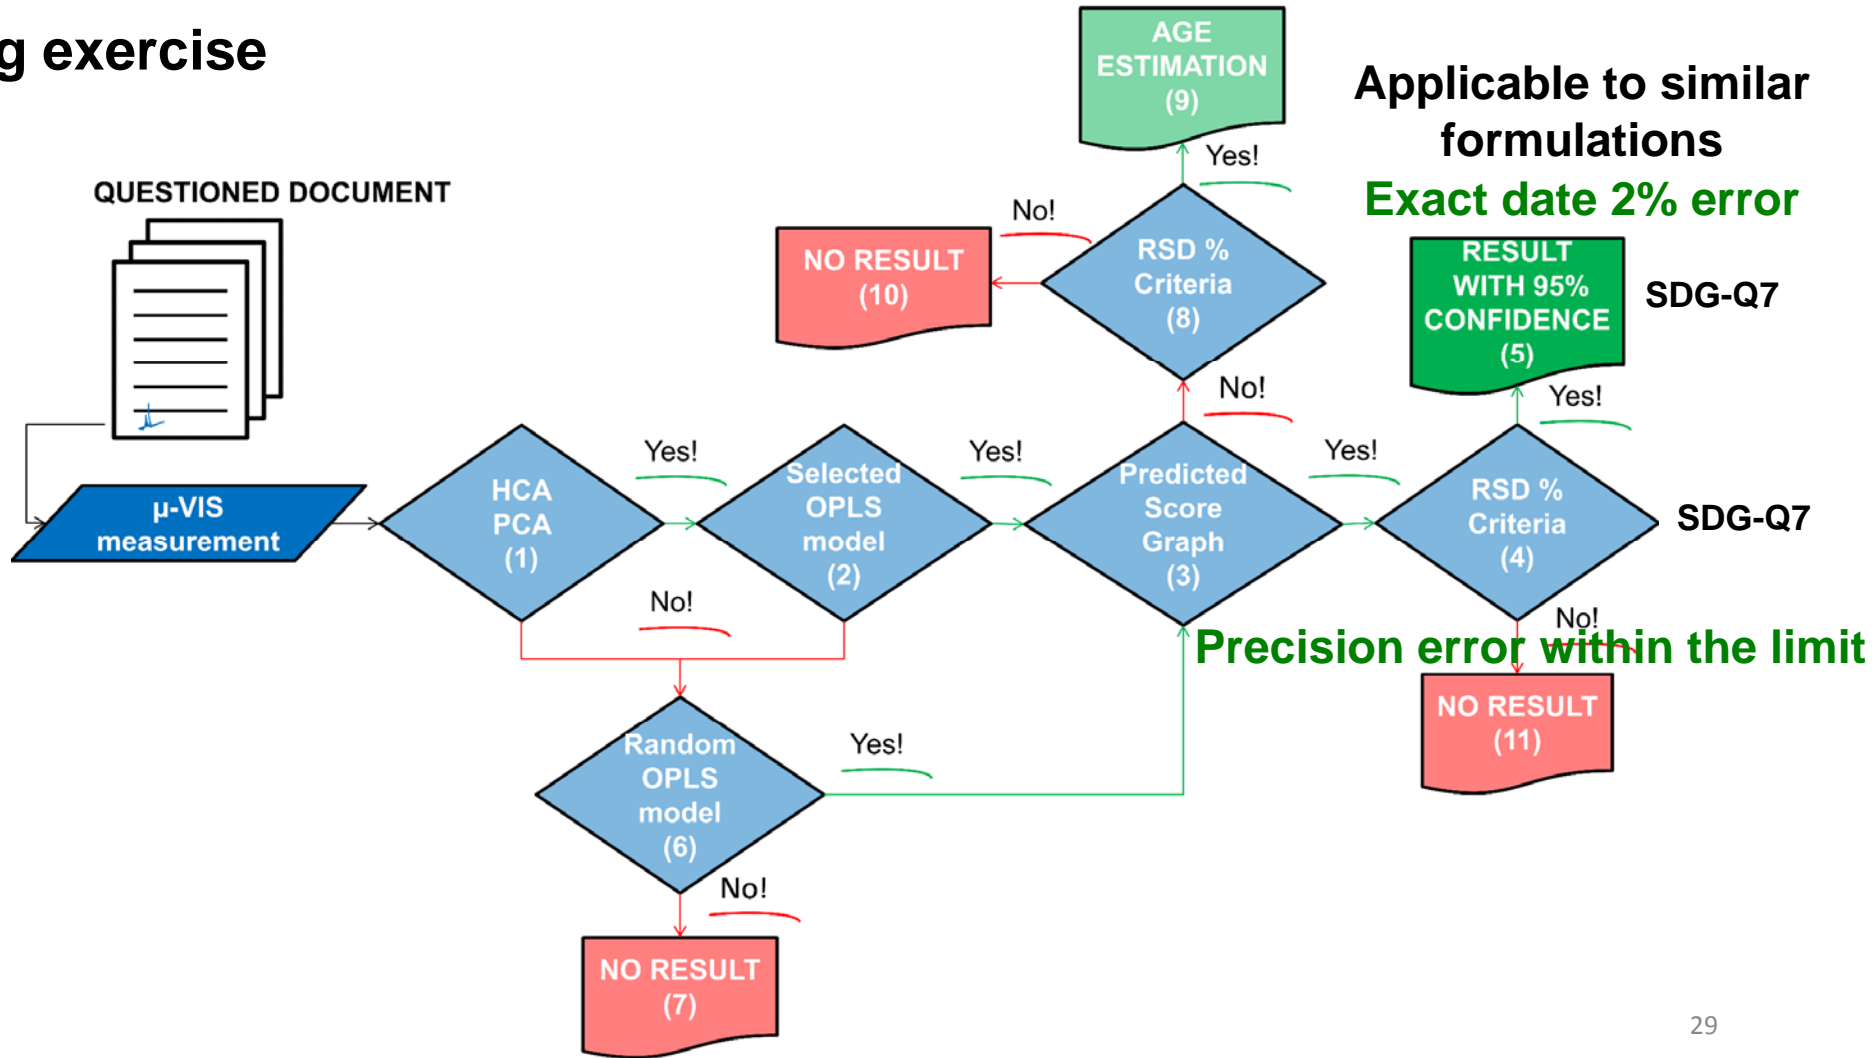 g exercise
AGE
ESTIMATION
(9)
Applicable to similar
formulations
Exact date 2% error
Yes!
QUESTIONED DOCUMENT
No!
NO RESULT
(10)
RSD %
Criteria
(8)
RESULT
WITH 95%
CONFIDENCE
(5)
SDG-Q7
No!
Yes!
µ-VIS
measurement
HCA
PCA
(1)
Yes!
Selected
OPLS
model
(2)
Yes!
Predicted
Score
Graph
(3)
Yes!
RSD %
Criteria
(4)
SDG-Q7
No!
No!
Precision error within the limit
NO RESULT
(11)
Random
OPLS
model
(6)
Yes!
No!
NO RESULT
(7)
29